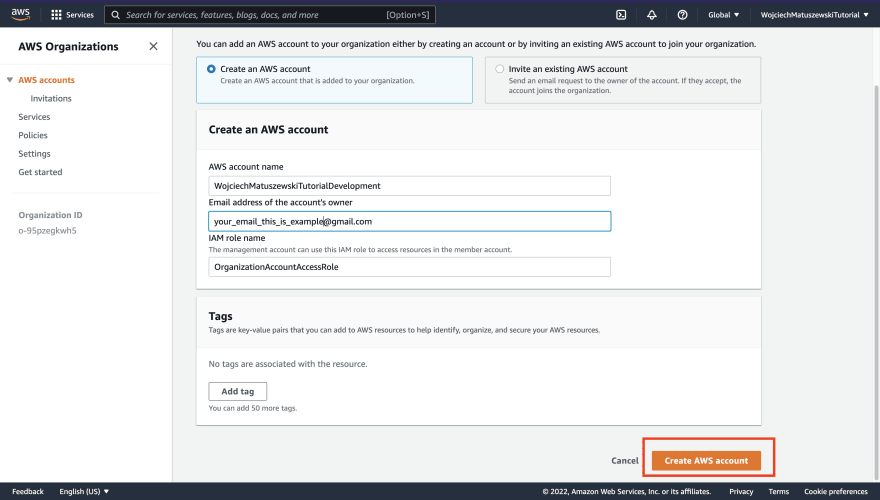 aws Services Search for services, features, blogs, docs, and more [Option+S] Global ▼ WojciechMatuszewskiTutorial ▼
AWS Organizations
AWS accounts
Invitations
Services
Policies
Settings
Get started
Organization ID
o-95pzegkwh5
You can add an AWS account to your organization either by creating an account or by inviting an existing AWS account to join your organization.
Create an AWS account
Create an AWS account that is added to your organization.
Invite an existing AWS account
Send an email request to the owner of the account. If they accept, the
account joins the organization.
Create an AWS account
AWS account name
WojciechMatuszewskiTutorialDevelopment
Email address of the account's owner
your_email_this_is_example@gmail.com
IAM role name
The management account can use this IAM role to access resources in the member account.
OrganizationAccountAccessRole
Tags
Tags are key-value pairs that you can add to AWS resources to help identify, organize, and secure your AWS resources.
No tags are associated with the resource.
Add tag
You can add 50 more tags.
Cancel Create AWS account
Feedback English (US) ▼ © 2022, Amazon Web Services, Inc. or its affiliates. Privacy Terms Cookie preferences